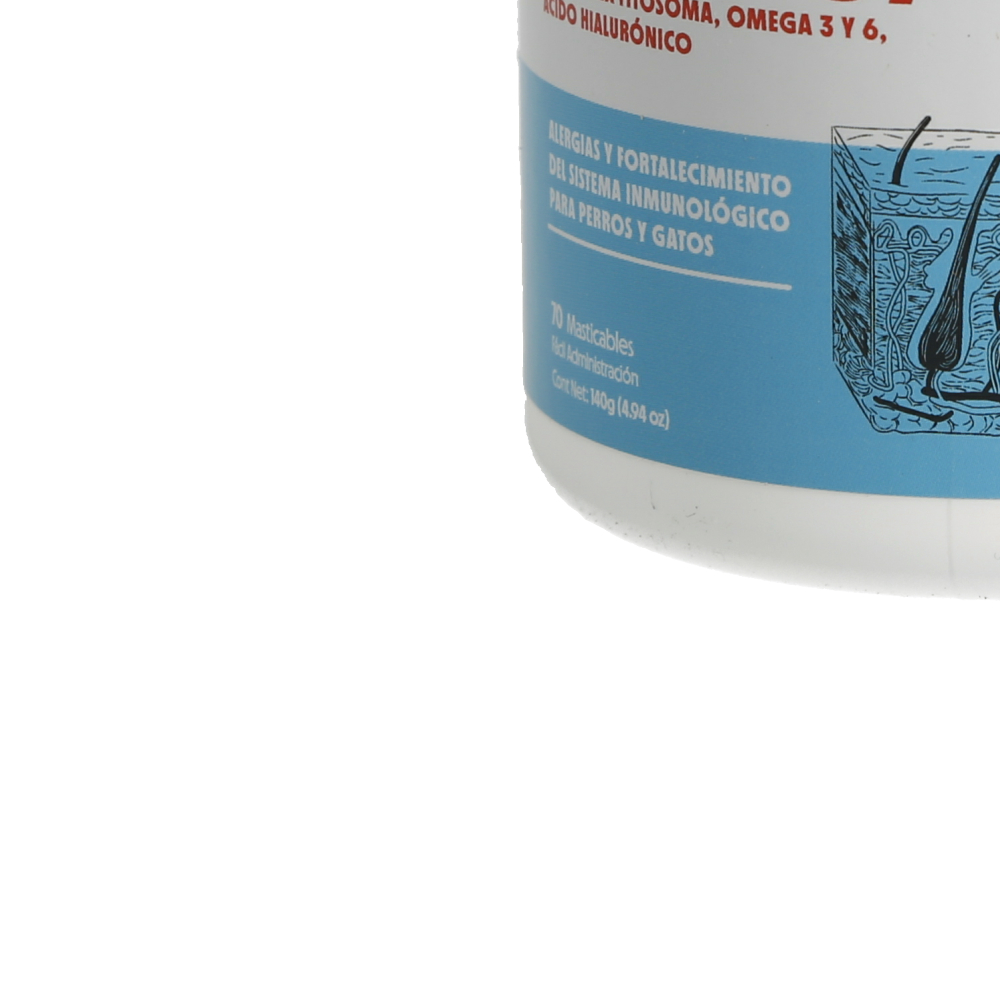 OMEGA 3 Y 6,
ÁCIDO HIALURÓNICO
ALERGIAS Y FORTALECIMIENTO
DEL SISTEMA INMUNOLÓGICO
PARA PERROS Y GATOS
70 Masticables
Fácil Administración
Cont Net: 140g (4.94 oz)